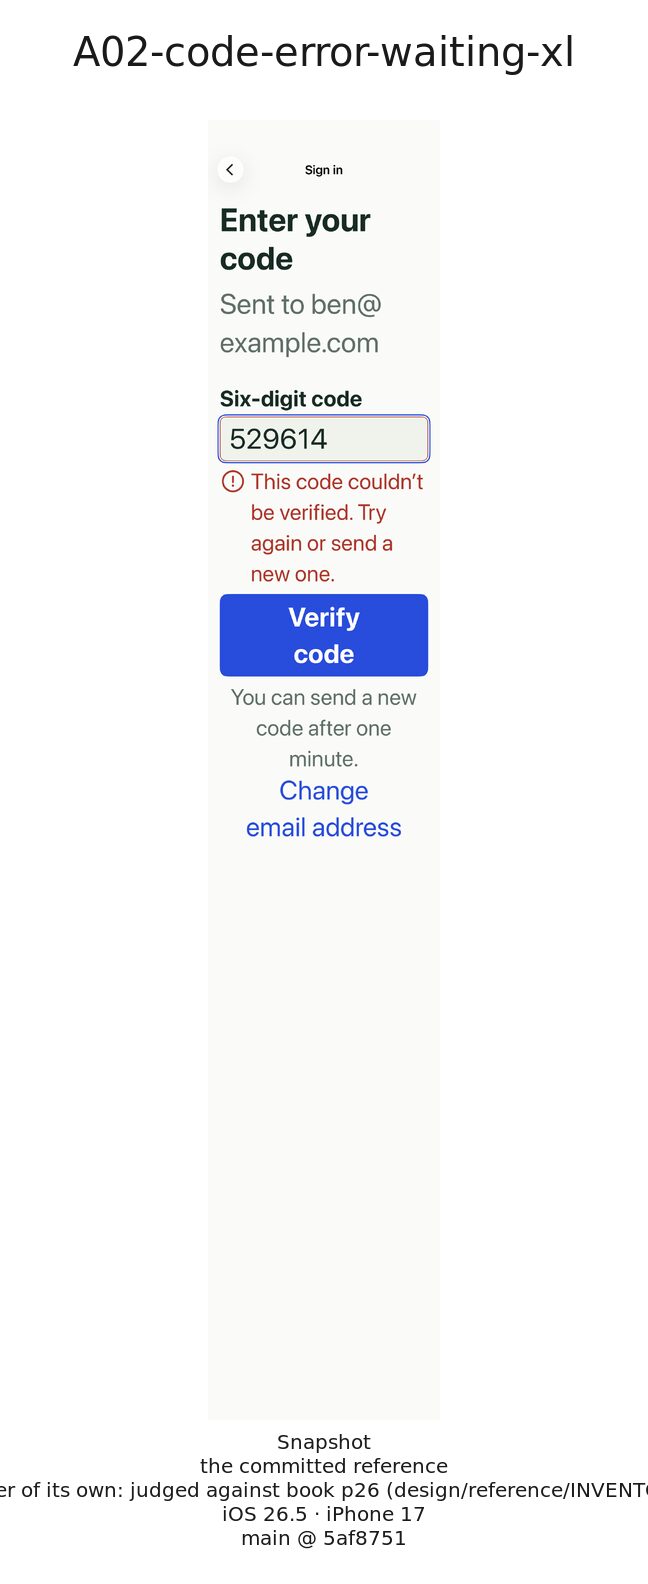 A02-code-error-waiting-xl
Sign in
Enter your
code
Sent to ben@
example.com
Six-digit code
529614
This code couldn’t
be verified. Try
again or send a
new one.
Verify
code
You can send a new
code after one
minute.
Change
email address
Snapshot
the committed reference
of its own: judged against book p26 (design/reference/
iOS 26.5 · iPhone 17
main @ 5af8751